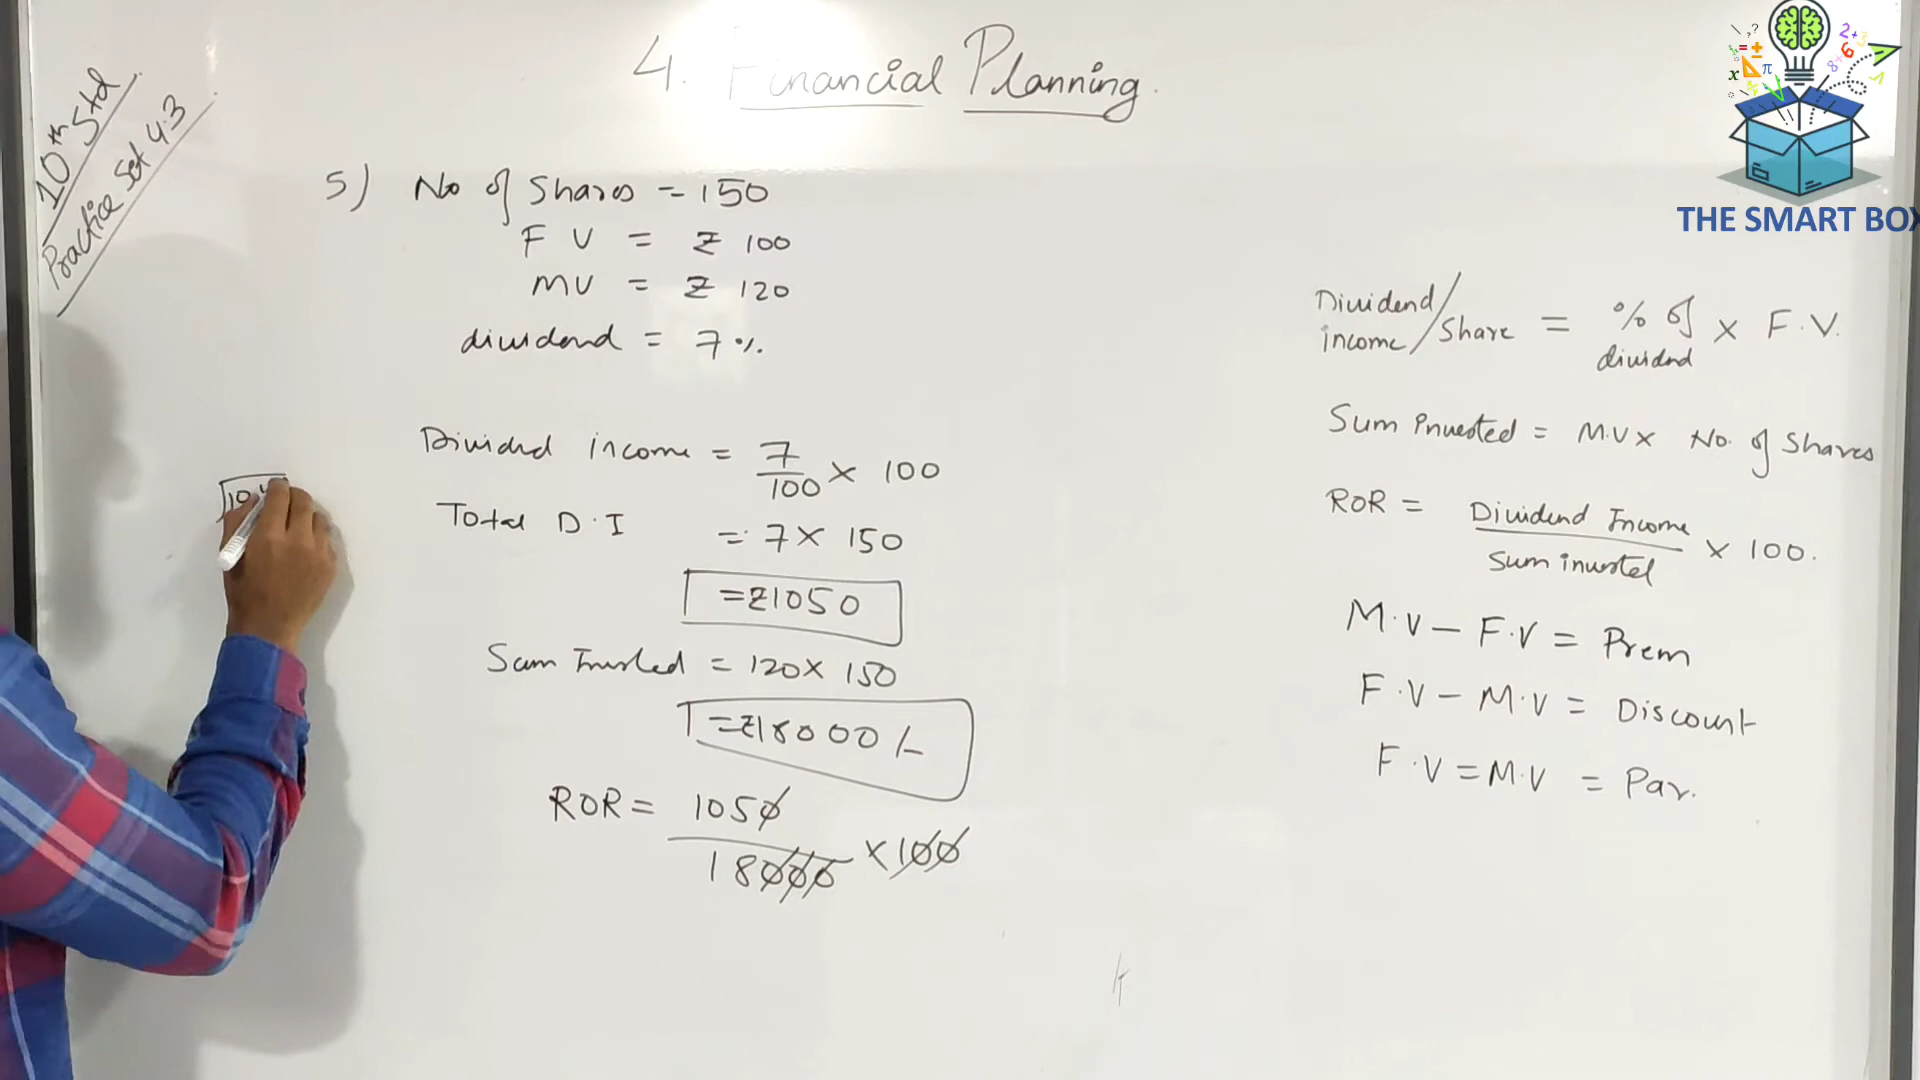 4. Financial Planning.
10th Std
Practice Set 4.3
5) No of Shares = 150
F V = ₹ 100
MV = ₹ 120
dividend = 7%
Dividend income = 7/100 × 100
Total D.I = 7 × 150
= ₹1050
Sum Invested = 120 × 150
= ₹18000/-
ROR = 1050/18000 × 100
Dividend income/Share = % of dividend × F.V.
Sum Invested = M.V × No. of Shares
ROR = Dividend Income/Sum invested × 100.
M.V – F.V = Prem
F.V – M.V = Discount
F.V = M.V = Par.
THE SMART BOX